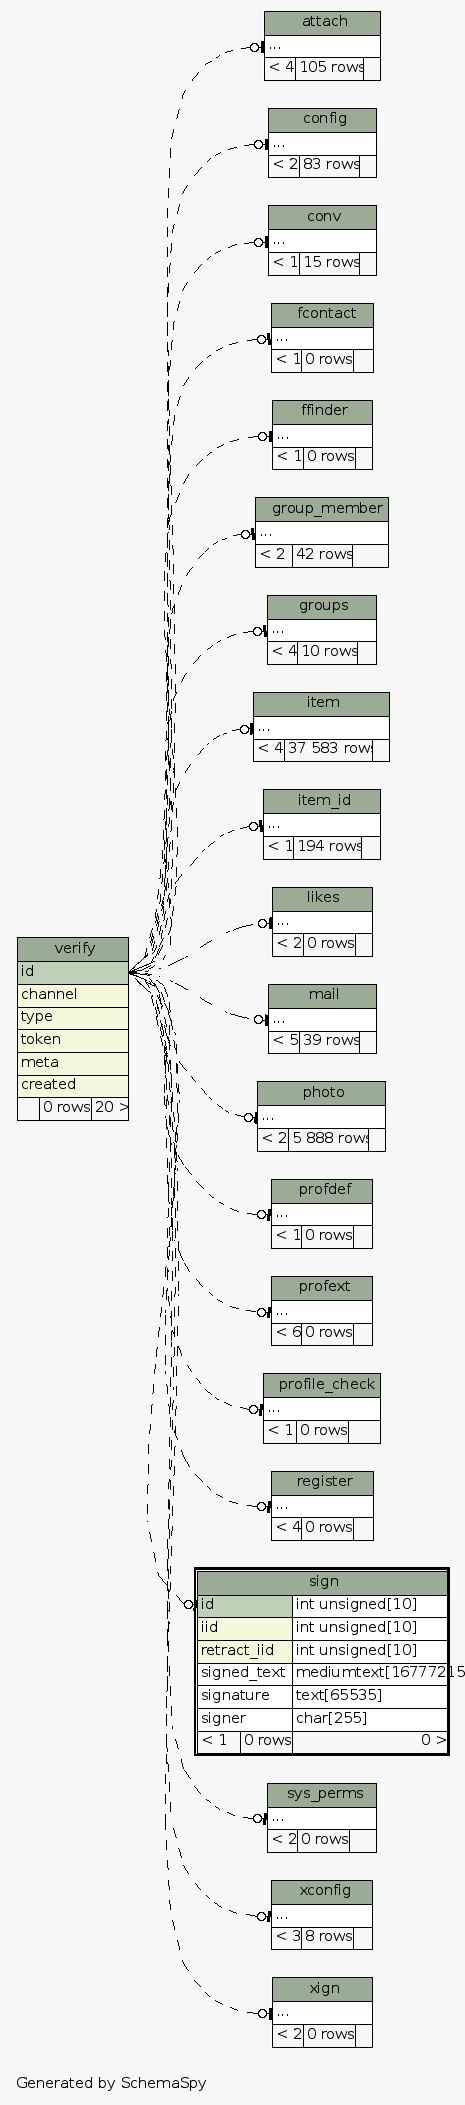 attach
...
< 4 105 rows
config
...
< 2 83 rows
conv
...
< 1 15 rows
fcontact
...
< 1 0 rows
ffinder
...
< 1 0 rows
group_member
...
< 2 42 rows
groups
...
< 4 10 rows
item
...
< 4 37 583 rows
item_id
...
< 1 194 rows
likes
...
< 2 0 rows
verify
id
channel
type
token
meta
created
0 rows 20 >
mail
...
< 5 39 rows
photo
...
< 2 5 888 rows
profdef
...
< 1 0 rows
profext
...
< 6 0 rows
profile_check
...
< 1 0 rows
register
...
< 4 0 rows
sign
id int unsigned[10]
iid int unsigned[10]
retract_iid int unsigned[10]
signed_text mediumtext[16777215
signature text[65535]
signer char[255]
< 1 0 rows 0 >
sys_perms
...
< 2 0 rows
xconfig
...
< 3 8 rows
xign
...
< 2 0 rows
Generated by SchemaSpy